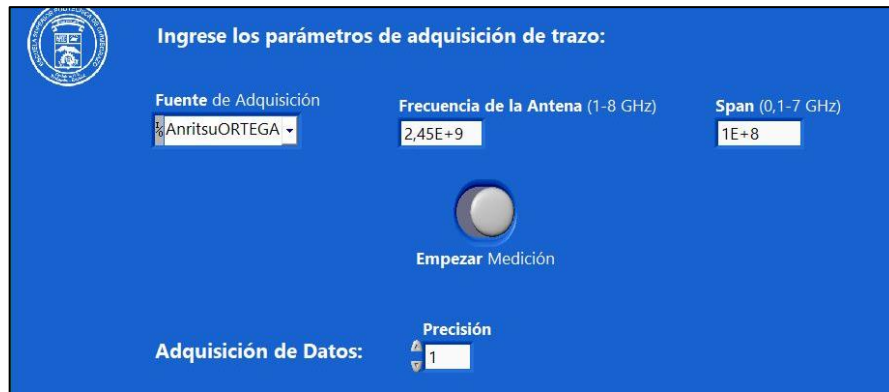 Ingrese los parámetros de adquisición de trazo:
Fuente de Adquisición
Frecuencia de la Antena (1-8 GHz)
Span (0,1-7 GHz)
AnritsuORTEGA
2,45E+9
1E+8
Empezar Medición
Precisión
Adquisición de Datos:
1